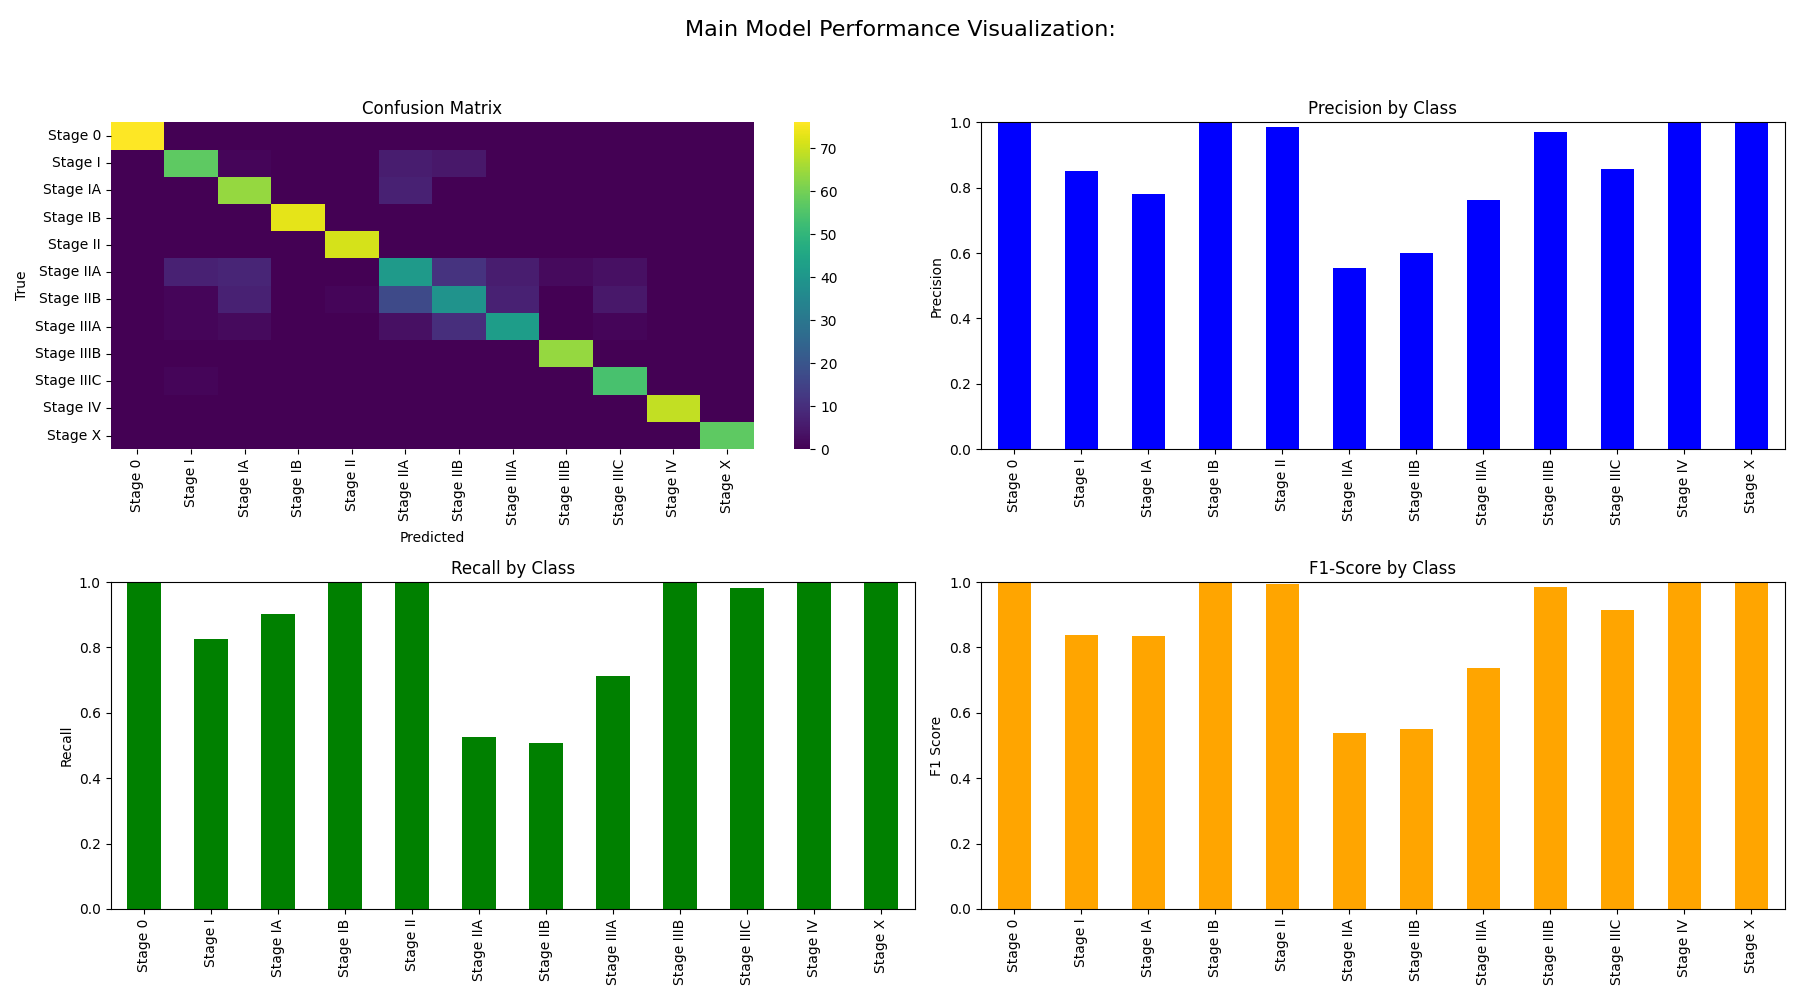 Main Model Performance Visualization:
Confusion Matrix
True
Stage 0
Stage I
Stage IA
Stage IB
Stage II
Stage IIA
Stage IIB
Stage IIIA
Stage IIIB
Stage IIIC
Stage IV
Stage X
Stage 0
Stage I
Stage IA
Stage IB
Stage II
Stage IIA
Stage IIB
Stage IIIA
Stage IIIB
Stage IIIC
Stage IV
Stage X
Predicted
70
60
50
40
30
20
10
0
Precision by Class
Precision
1.0
0.8
0.6
0.4
0.2
0.0
Stage 0
Stage I
Stage IA
Stage IB
Stage II
Stage IIA
Stage IIB
Stage IIIA
Stage IIIB
Stage IIIC
Stage IV
Stage X
Recall by Class
Recall
1.0
0.8
0.6
0.4
0.2
0.0
Stage 0
Stage I
Stage IA
Stage IB
Stage II
Stage IIA
Stage IIB
Stage IIIA
Stage IIIB
Stage IIIC
Stage IV
Stage X
F1-Score by Class
F1 Score
1.0
0.8
0.6
0.4
0.2
0.0
Stage 0
Stage I
Stage IA
Stage IB
Stage II
Stage IIA
Stage IIB
Stage IIIA
Stage IIIB
Stage IIIC
Stage IV
Stage X